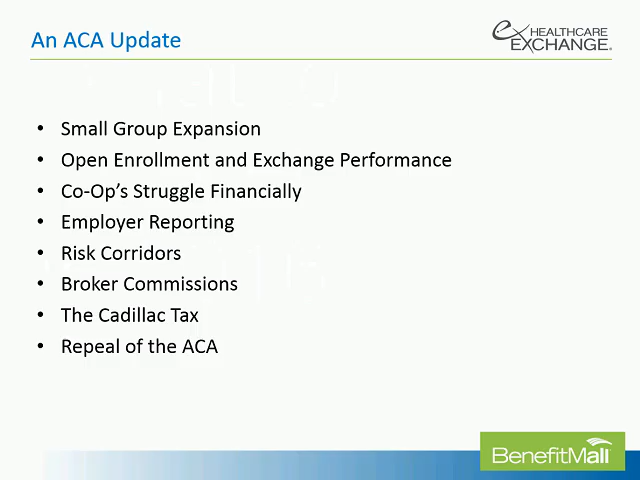 An ACA Update
ex HEALTHCARE
EXCHANGE
• Small Group Expansion
• Open Enrollment and Exchange Performance
• Co-Op’s Struggle Financially
• Employer Reporting
• Risk Corridors
• Broker Commissions
• The Cadillac Tax
• Repeal of the ACA
BenefitMall